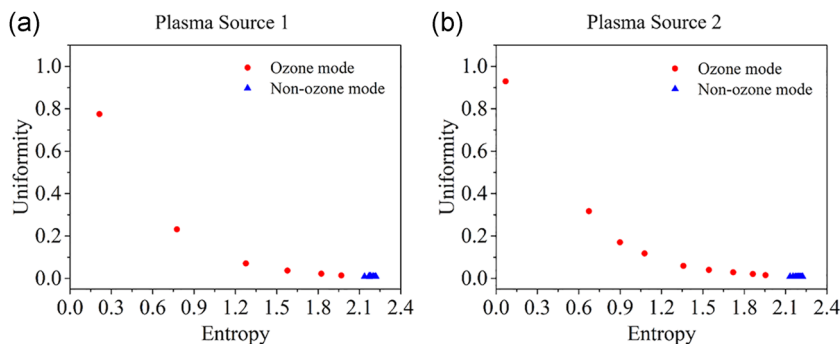 (a)
Plasma Source 1
Uniformity
1.0
0.8
0.6
0.4
0.2
0.0
Ozone mode
Non-ozone mode
0.0 0.3 0.6 0.9 1.2 1.5 1.8 2.1 2.4
Entropy
(b)
Plasma Source 2
Uniformity
1.0
0.8
0.6
0.4
0.2
0.0
Ozone mode
Non-ozone mode
0.0 0.3 0.6 0.9 1.2 1.5 1.8 2.1 2.4
Entropy